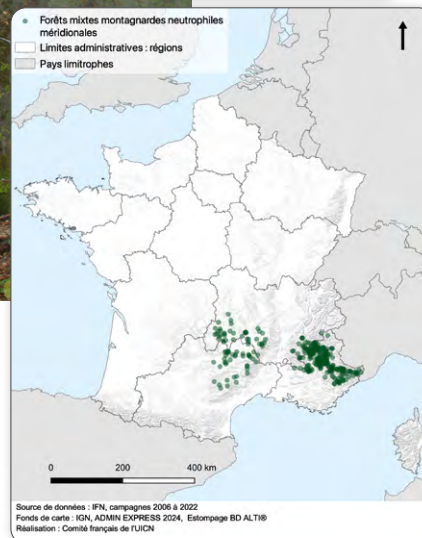 Forêts mixtes montagnardes neutrophiles
méridionales
Limites administratives : régions
Pays limitrophes
0 200 400 km
Source de données : IFN, campagnes 2006 à 2022
Fonds de carte : IGN, ADMIN EXPRESS 2024, Estompage BD ALTI®
Réalisation : Comité français de l'UICN